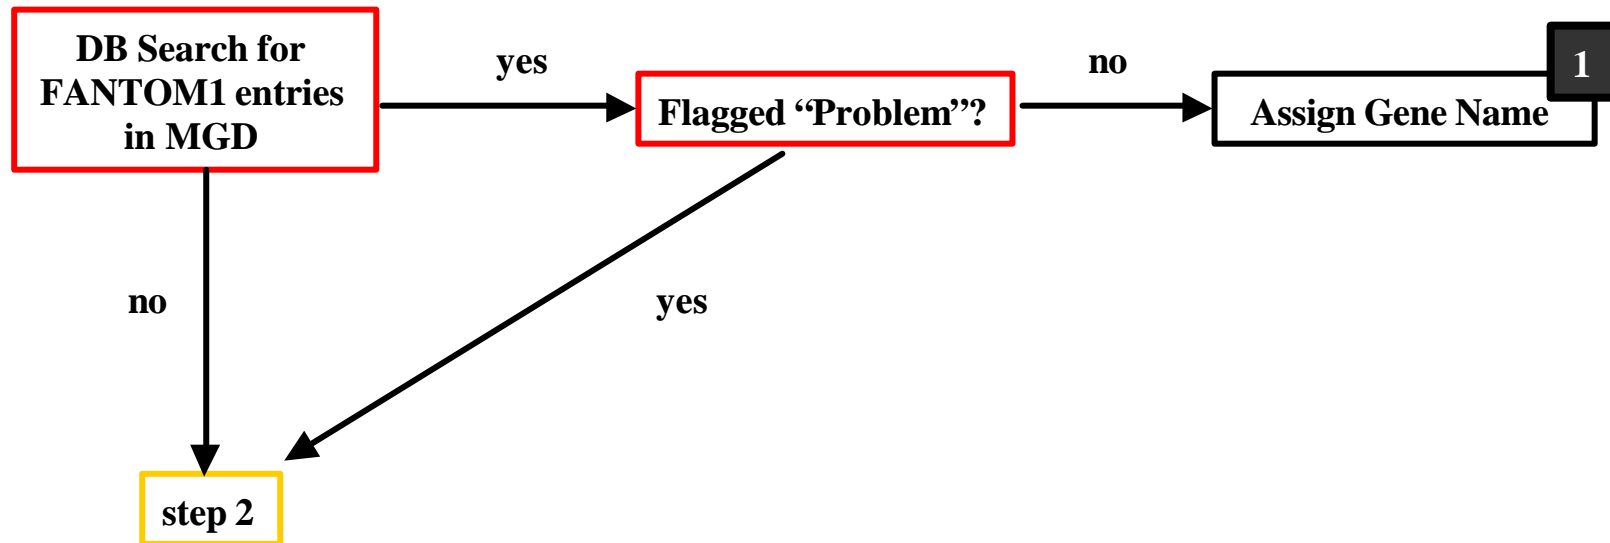 DB Search for
FANTOM1 entries
in MGD
yes
Flagged “Problem”?
no
1
Assign Gene Name
no
yes
step 2